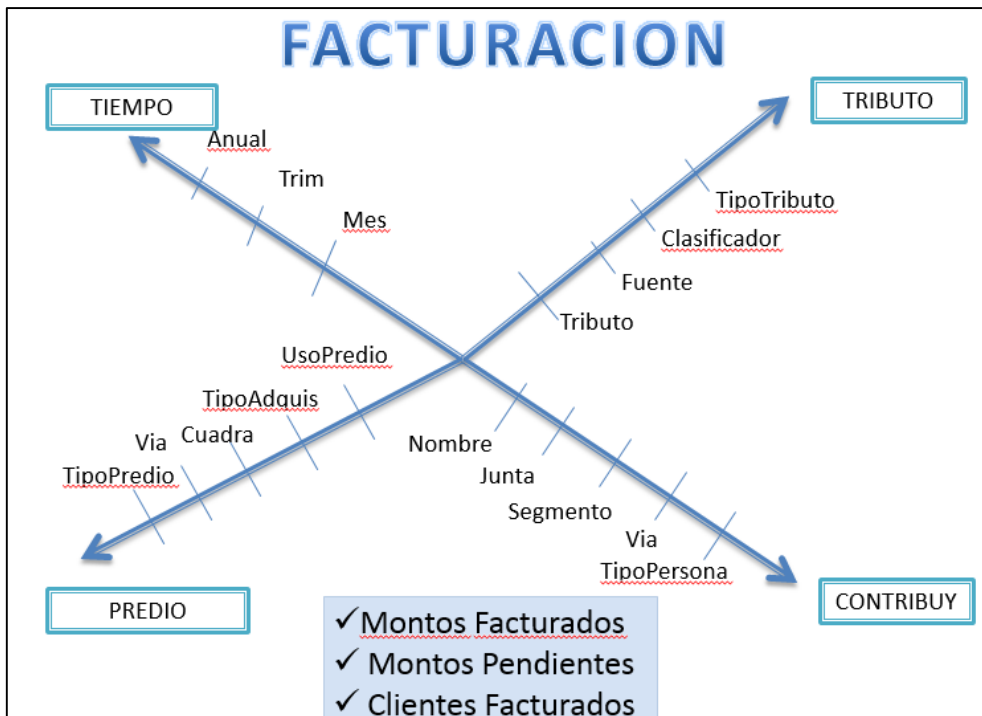 FACTURACION
TIEMPO
TRIBUTO
Anual
Trim
Mes
TipoTributo
Clasificador
Fuente
Tributo
UsoPredio
TipoAdquis
Cuadra
Via
TipoPredio
Nombre
Junta
Segmento
Via
TipoPersona
PREDIO
CONTRIBUY
✓ Montos Facturados
✓ Montos Pendientes
✓ Clientes Facturados